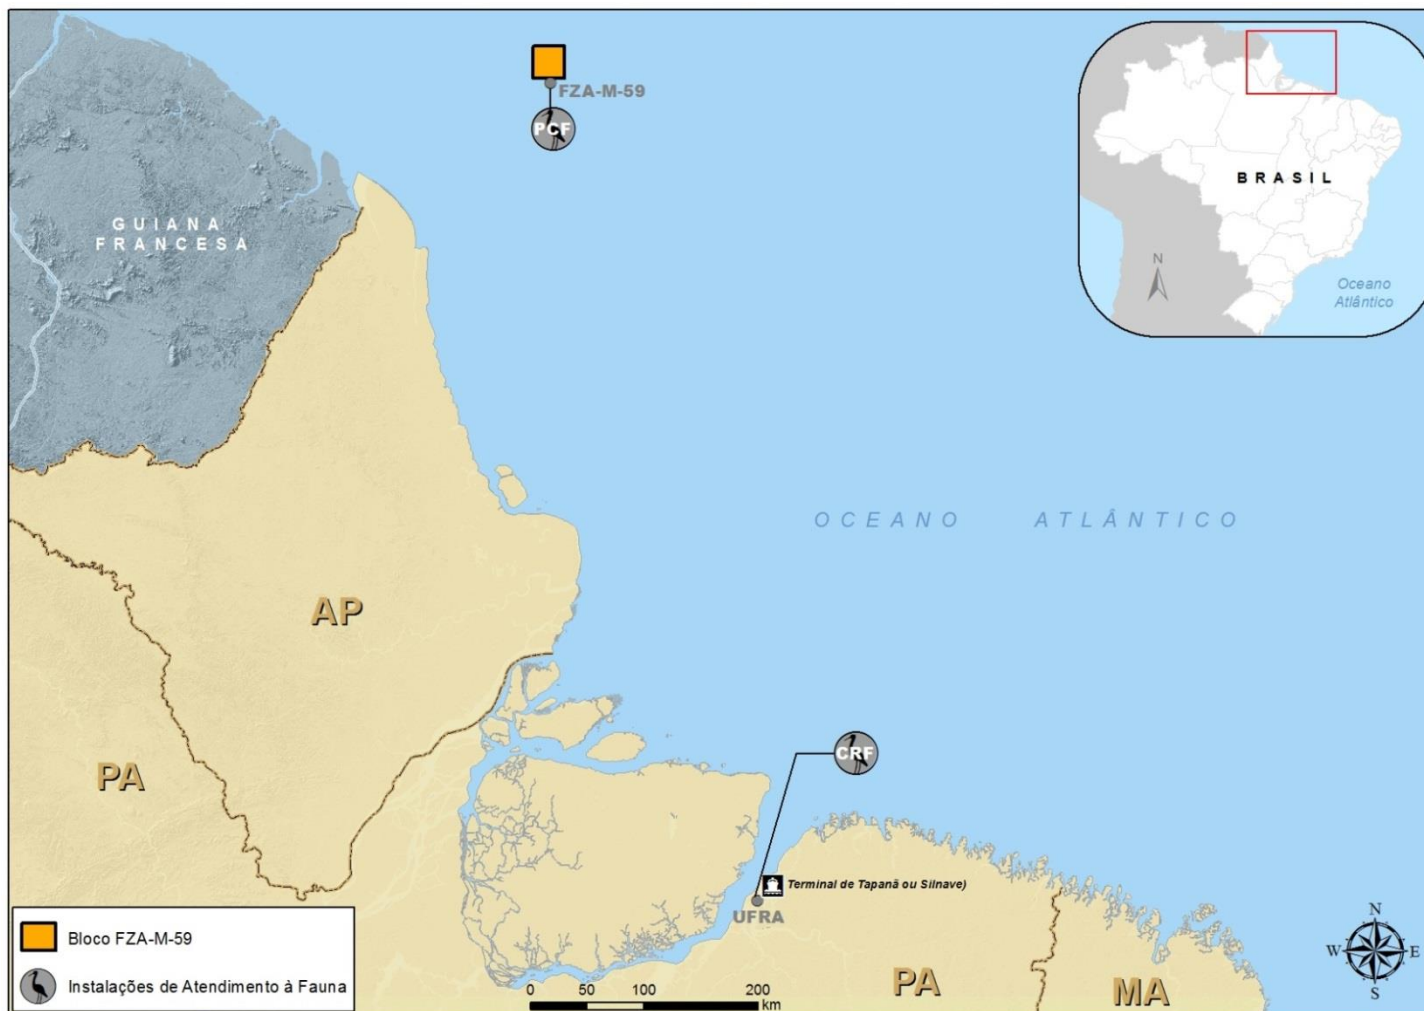 FZA-M-59
PCF
GUIANA
FRANCESA
BRASIL
N
Oceano
Atlântico
OCEANO ATLÂNTICO
AP
PA
CRF
Terminal de Tapanã ou Silnave)
UFRA
PA
MA
Bloco FZA-M-59
Instalações de Atendimento à Fauna
0 50 100 200
km
N
W E
S